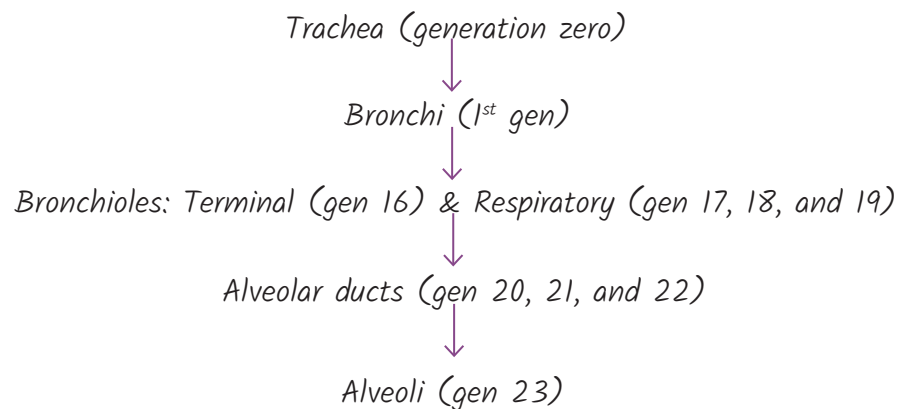 Trachea (generation zero)
Bronchi (1st gen)
Bronchioles: Terminal (gen 16) & Respiratory (gen 17, 18, and 19)
Alveolar ducts (gen 20, 21, and 22)
Alveoli (gen 23)